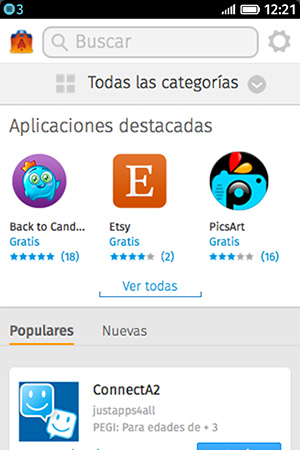 3 12:21
Buscar
Todas las categorías
Aplicaciones destacadas
E
Back to Cand... Etsy PicsArt
Gratis Gratis Gratis
(18) (2) (16)
Ver todas
Populares Nuevas
ConnectA2
justapps4all
PEGI: Para edades de + 3